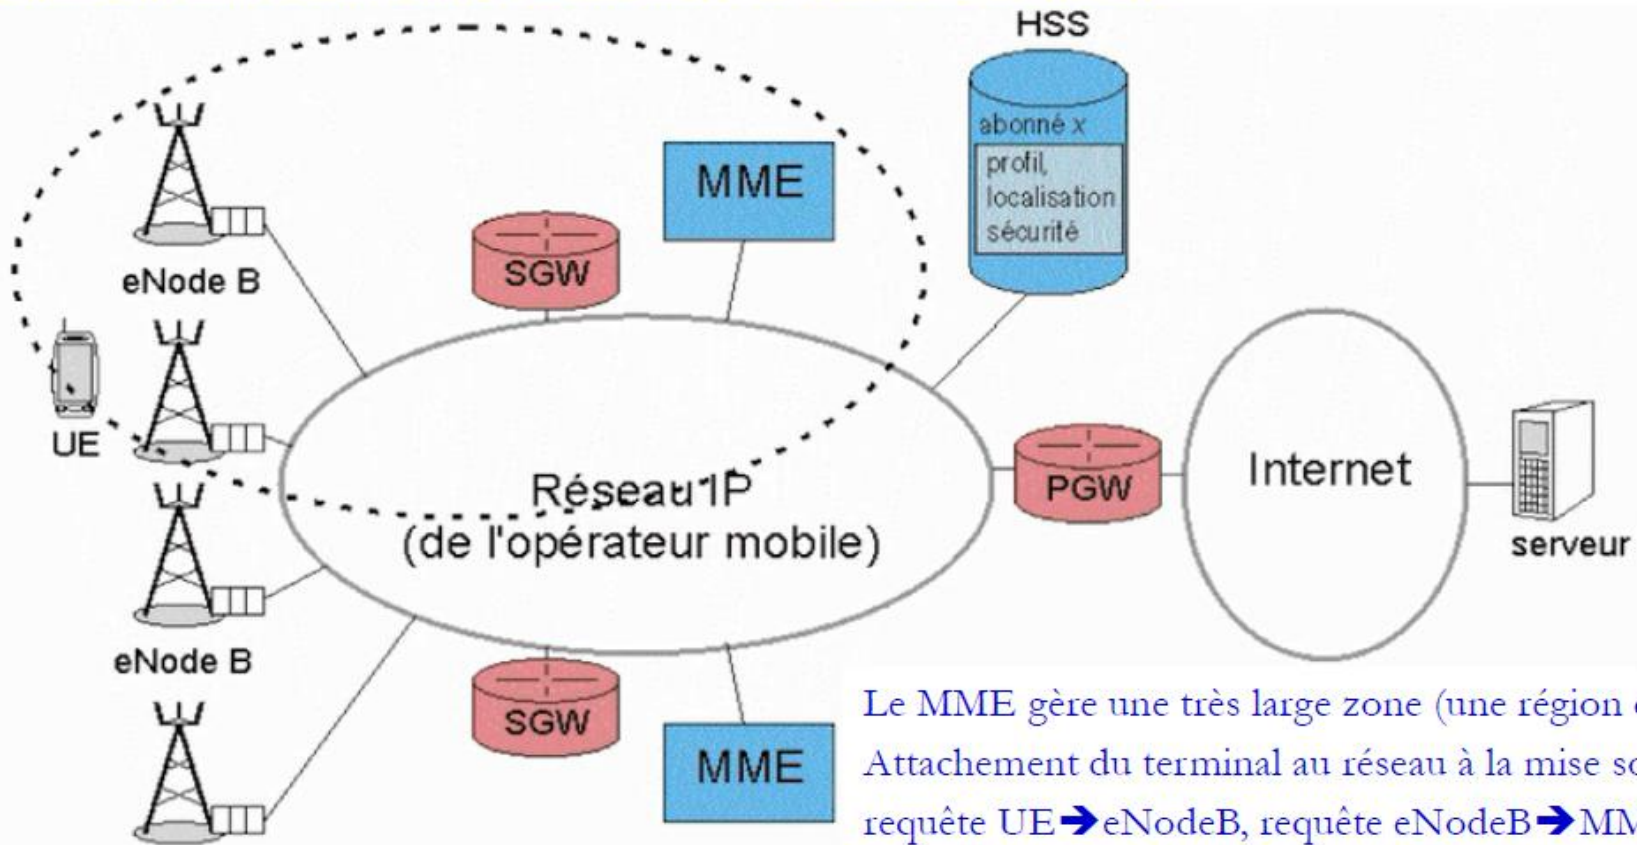 HSS
abonné x
profil,
localisation
sécurité
MME
SGW
eNode B
UE
Réseau IP
(de l'opérateur mobile)
PGW
Internet
serveur
eNode B
SGW
MME
Le MME gère une très large zone (une région
Attachement du terminal au réseau à la mise
requête UE➔eNodeB, requête eNodeB➔